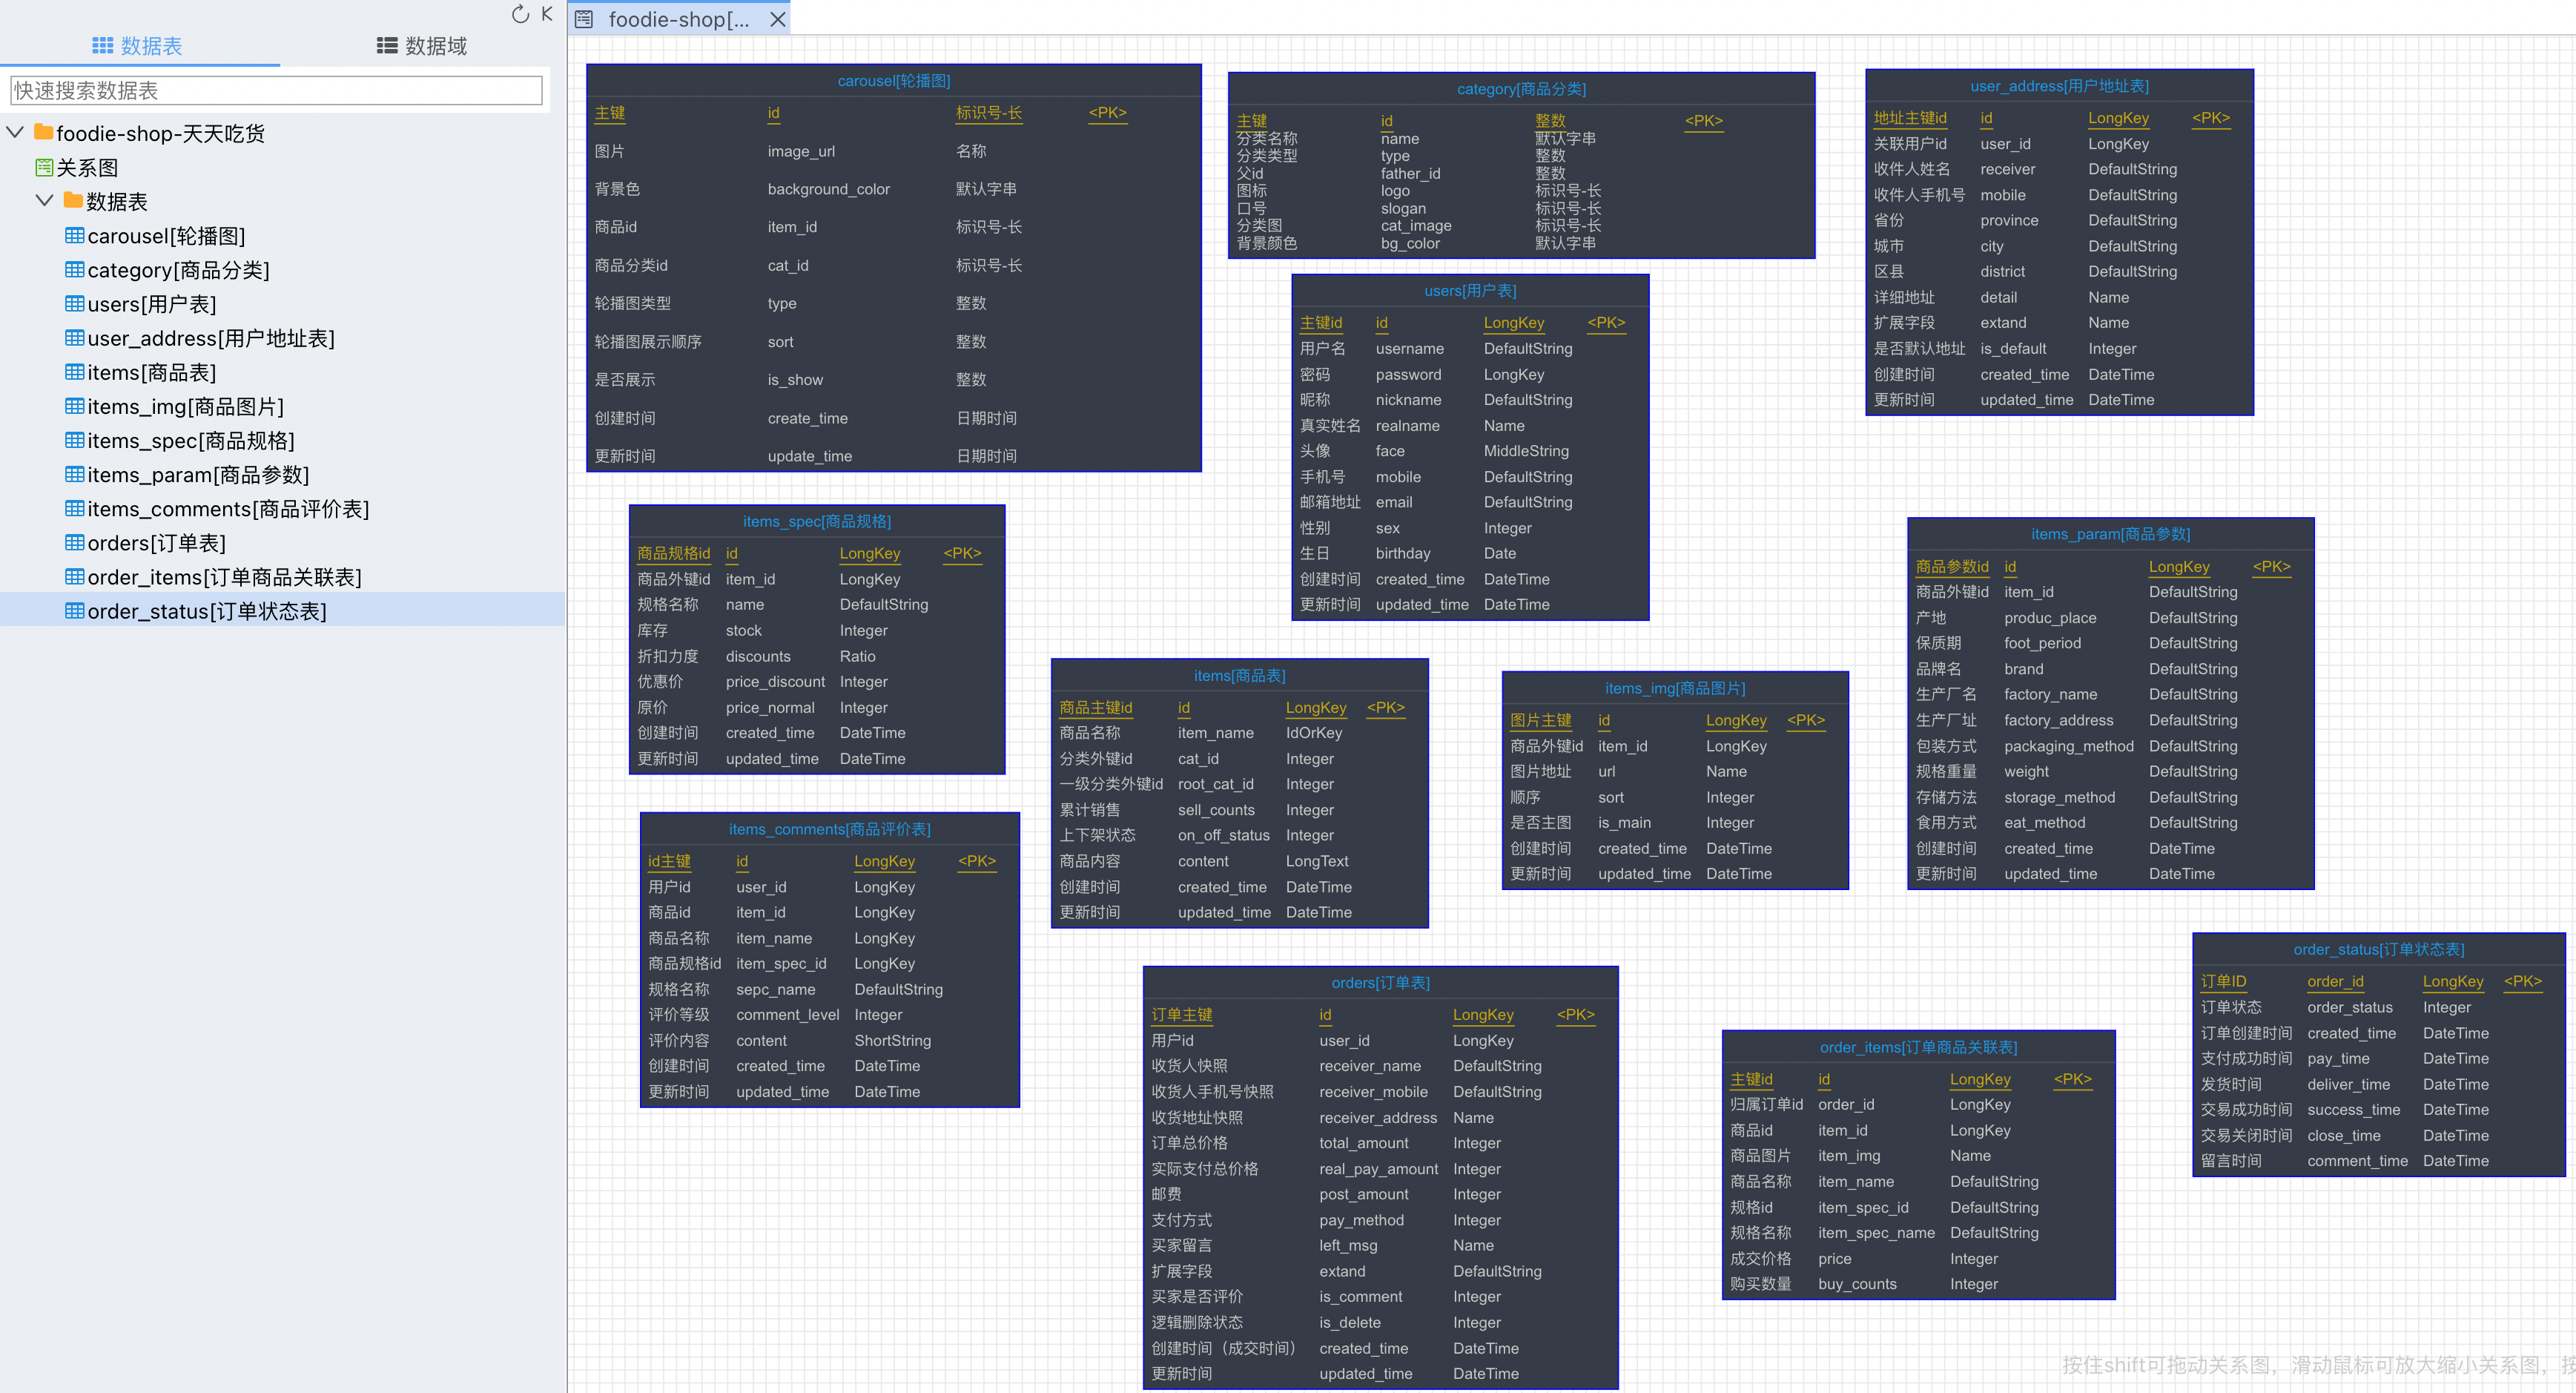 数据表 数据域
快速搜索数据表
foodie-shop-天天吃货
关系图
数据表
carousel[轮播图]
category[商品分类]
users[用户表]
user_address[用户地址表]
items[商品表]
items_img[商品图片]
items_spec[商品规格]
items_param[商品参数]
items_comments[商品评价表]
orders[订单表]
order_items[订单商品关联表]
order_status[订单状态表]
foodie-shop[...
carousel[轮播图]
主键 id 标识号-长 <PK>
图片 image_url 名称
背景色 background_color 默认字串
商品id item_id 标识号-长
商品分类id cat_id 标识号-长
轮播图类型 type 整数
轮播图展示顺序 sort 整数
是否展示 is_show 整数
创建时间 create_time 日期时间
更新时间 update_time 日期时间
category[商品分类]
主键 id 整数 <PK>
分类名称 name 默认字串
分类类型 type 整数
父id father_id 整数
图标 logo 标识号-长
口号 slogan 标识号-长
分类图 cat_image 标识号-长
背景颜色 bg_color 默认字串
user_address[用户地址表]
地址主键id id LongKey <PK>
关联用户id user_id LongKey
收件人姓名 receiver DefaultString
收件人手机号 mobile DefaultString
省份 province DefaultString
城市 city DefaultString
区县 district DefaultString
详细地址 detail Name
扩展字段 extand Name
是否默认地址 is_default Integer
创建时间 created_time DateTime
更新时间 updated_time DateTime
users[用户表]
主键id id LongKey <PK>
用户名 username DefaultString
密码 password LongKey
昵称 nickname DefaultString
真实姓名 realname Name
头像 face MiddleString
手机号 mobile DefaultString
邮箱地址 email DefaultString
性别 sex Integer
生日 birthday Date
创建时间 created_time DateTime
更新时间 updated_time DateTime
items_spec[商品规格]
商品规格id id LongKey <PK>
商品外键id item_id LongKey
规格名称 name DefaultString
库存 stock Integer
折扣力度 discounts Ratio
优惠价 price_discount Integer
原价 price_normal Integer
创建时间 created_time DateTime
更新时间 updated_time DateTime
items_param[商品参数]
商品参数id id LongKey <PK>
商品外键id item_id DefaultString
产地 produc_place DefaultString
保质期 foot_period DefaultString
品牌名 brand DefaultString
生产厂名 factory_name DefaultString
生产厂址 factory_address DefaultString
包装方式 packaging_method DefaultString
规格重量 weight DefaultString
存储方法 storage_method DefaultString
食用方式 eat_method DefaultString
创建时间 created_time DateTime
更新时间 updated_time DateTime
items[商品表]
商品主键id id LongKey <PK>
商品名称 item_name IdOrKey
分类外键id cat_id Integer
一级分类外键id root_cat_id Integer
累计销售 sell_counts Integer
上下架状态 on_off_status Integer
商品内容 content LongText
创建时间 created_time DateTime
更新时间 updated_time DateTime
items_img[商品图片]
图片主键 id LongKey <PK>
商品外键id item_id LongKey
图片地址 url Name
顺序 sort Integer
是否主图 is_main Integer
创建时间 created_time DateTime
更新时间 updated_time DateTime
items_comments[商品评价表]
id主键 id LongKey <PK>
用户id user_id LongKey
商品id item_id LongKey
商品名称 item_name LongKey
商品规格id item_spec_id LongKey
规格名称 sepc_name DefaultString
评价等级 comment_level Integer
评价内容 content ShortString
创建时间 created_time DateTime
更新时间 updated_time DateTime
orders[订单表]
订单主键 id LongKey <PK>
用户id user_id LongKey
收货人快照 receiver_name DefaultString
收货人手机号快照 receiver_mobile DefaultString
收货地址快照 receiver_address Name
订单总价格 total_amount Integer
实际支付总价格 real_pay_amount Integer
邮费 post_amount Integer
支付方式 pay_method Integer
买家留言 left_msg Name
扩展字段 extand DefaultString
买家是否评价 is_comment Integer
逻辑删除状态 is_delete Integer
创建时间（成交时间） created_time DateTime
更新时间 updated_time DateTime
order_status[订单状态表]
订单ID order_id LongKey <PK>
订单状态 order_status Integer
订单创建时间 created_time DateTime
支付成功时间 pay_time DateTime
发货时间 deliver_time DateTime
交易成功时间 success_time DateTime
交易关闭时间 close_time DateTime
留言时间 comment_time DateTime
order_items[订单商品关联表]
主键id id LongKey <PK>
归属订单id order_id LongKey
商品id item_id LongKey
商品图片 item_img Name
商品名称 item_name DefaultString
规格id item_spec_id DefaultString
规格名称 item_spec_name DefaultString
成交价格 price Integer
购买数量 buy_counts Integer
按住shift可拖动关系图，滑动鼠标可放大缩小关系图，